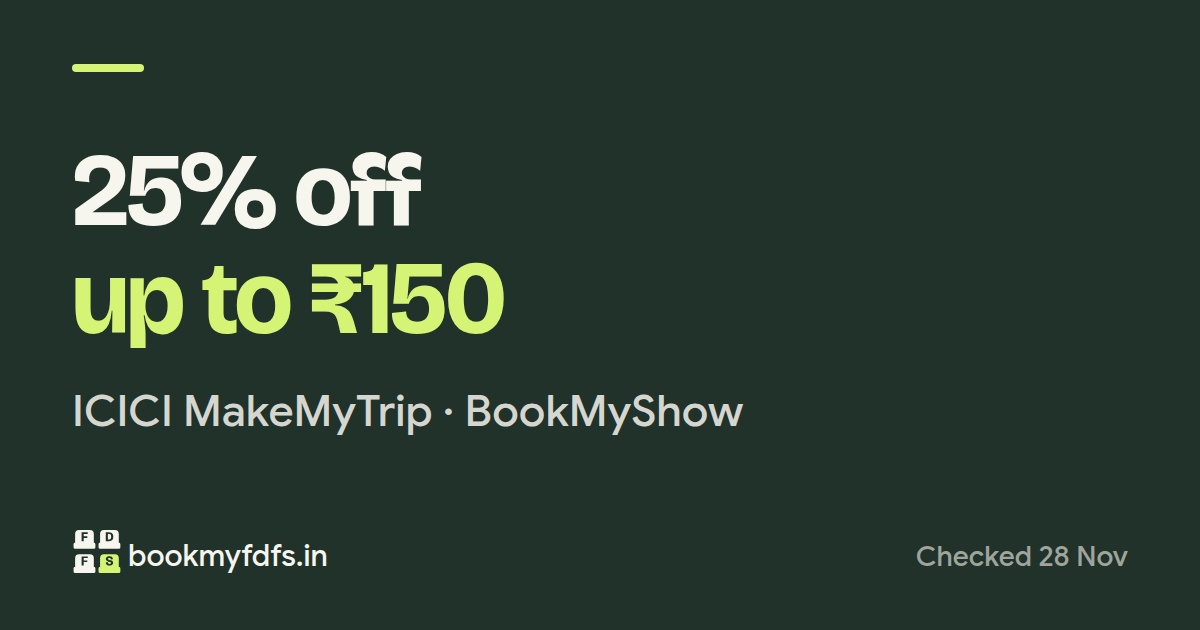 25% off
up to ₹150
ICICI MakeMyTrip · BookMyShow
F D
F S
bookmyfdfs.in
Checked 28 Nov